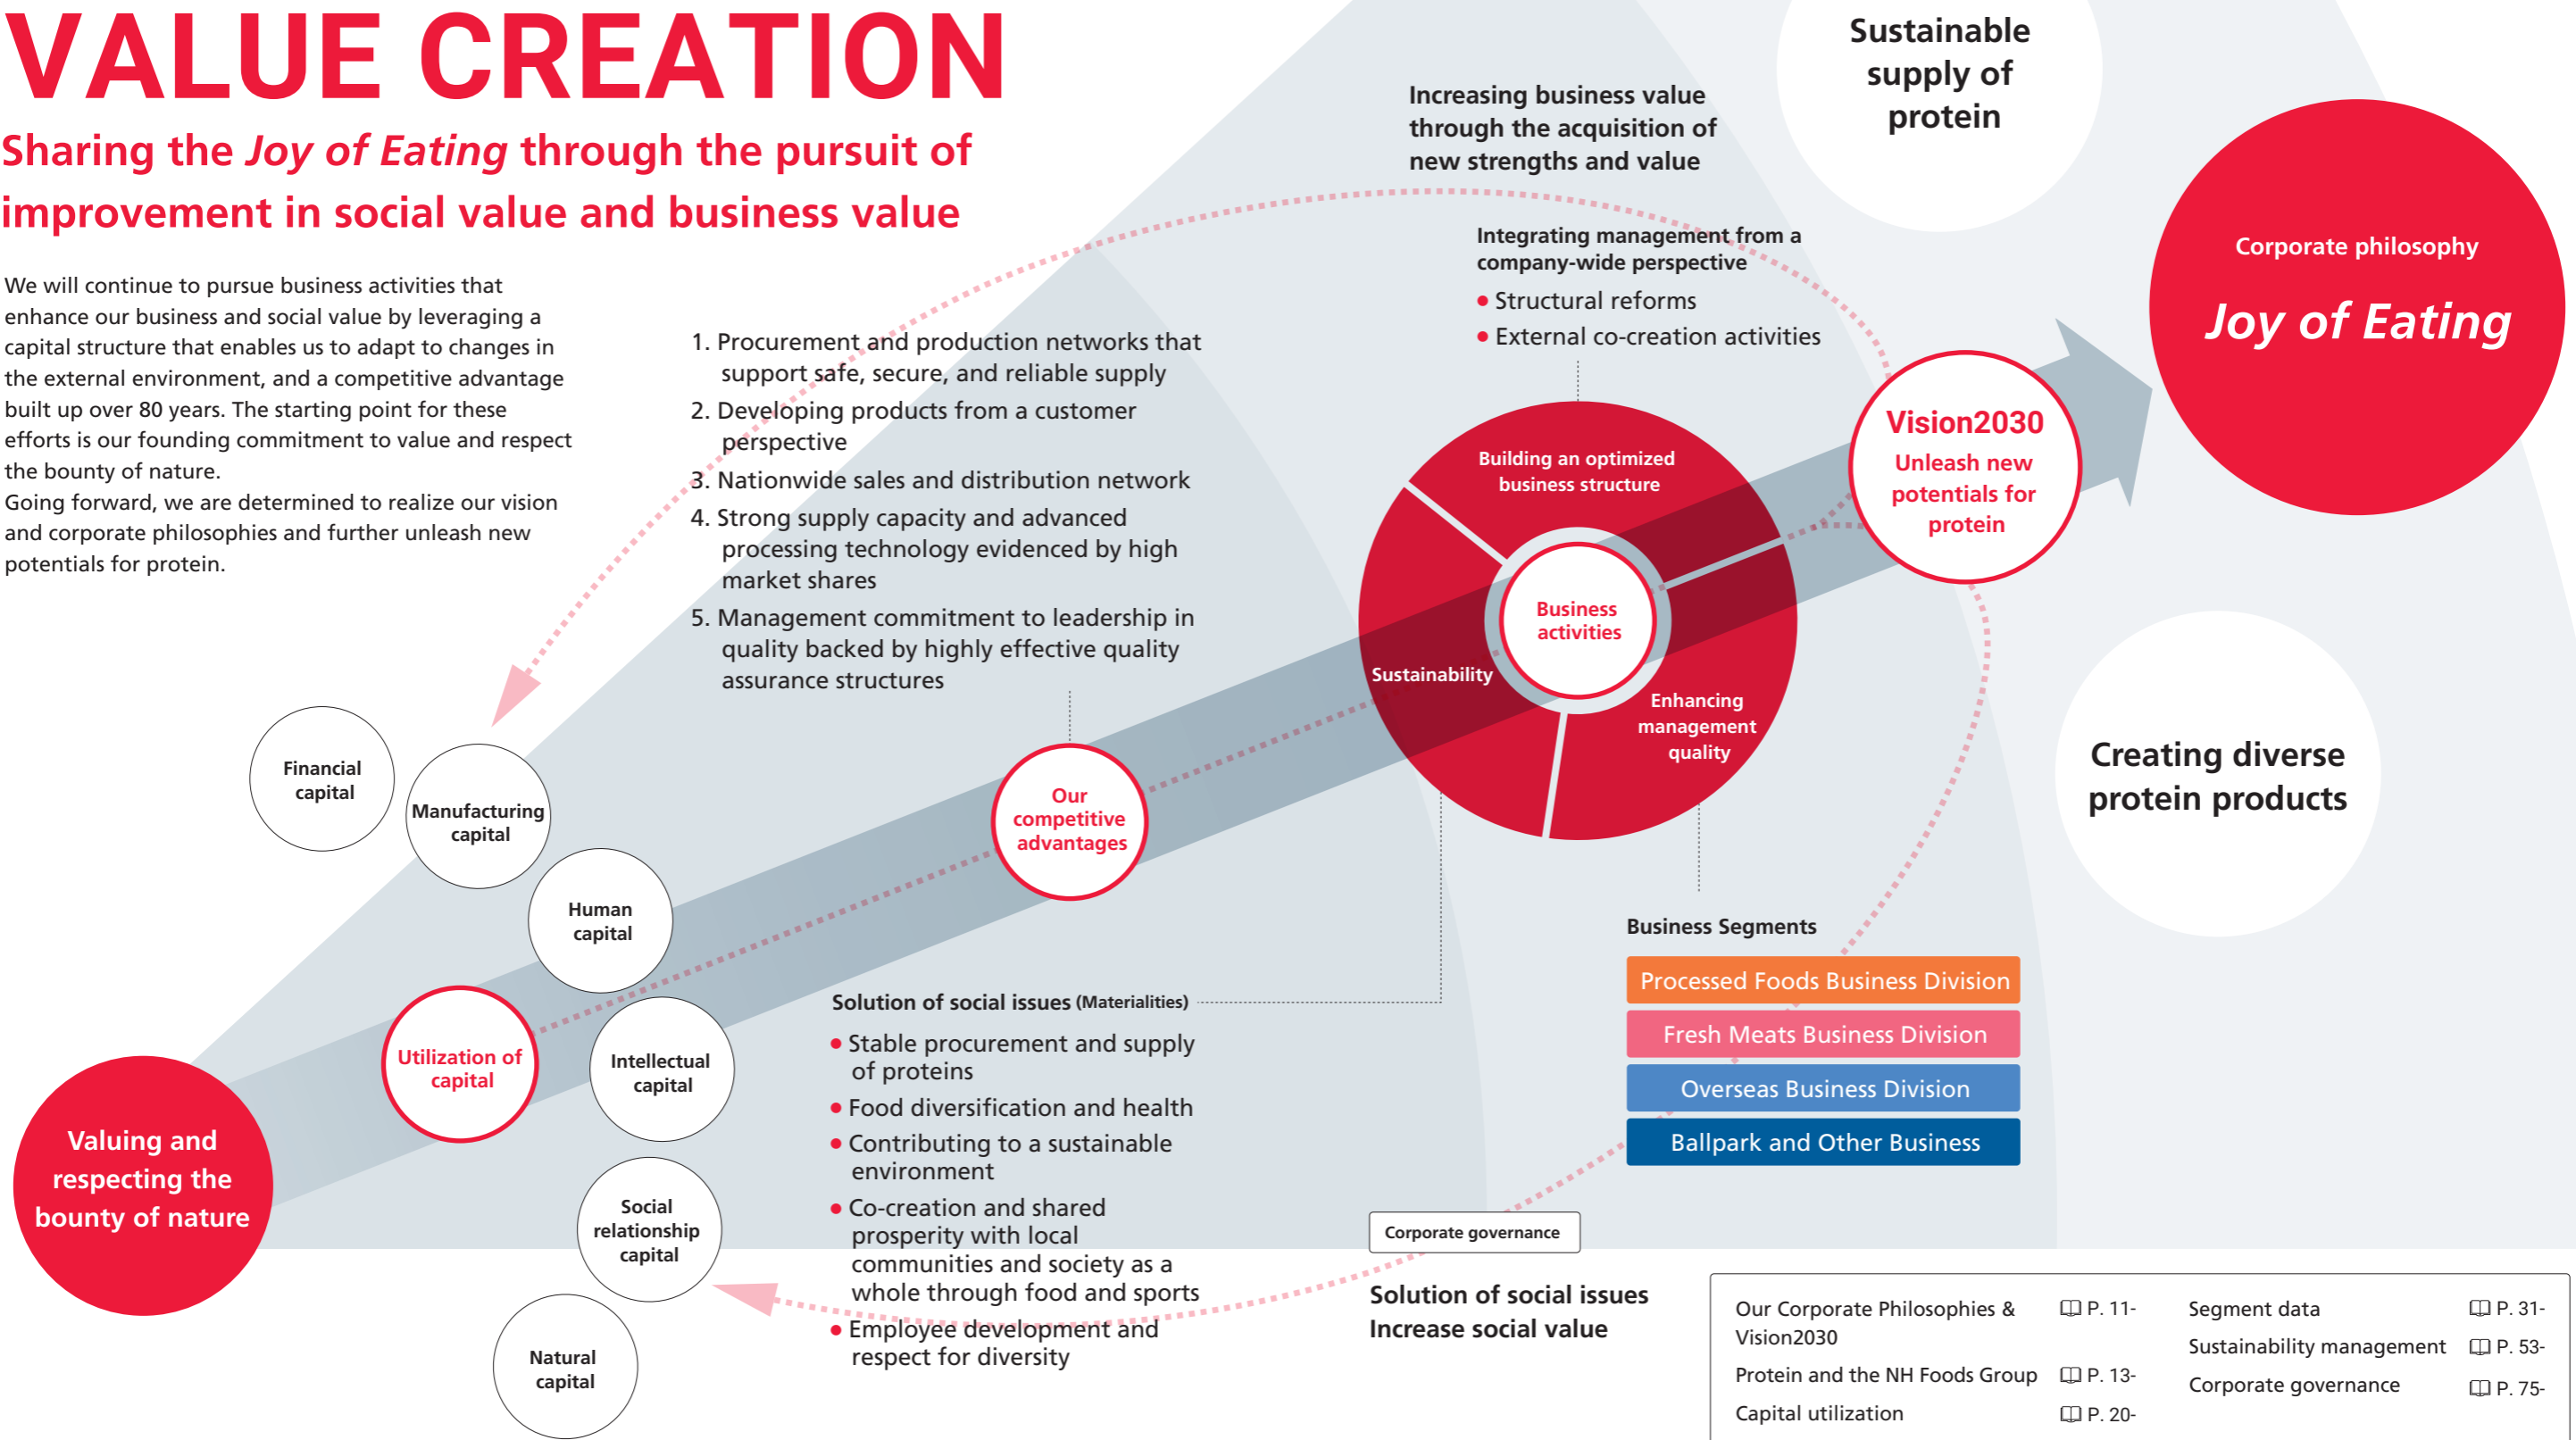 VALUE CREATION
Sharing the Joy of Eating through the pursuit of
improvement in social value and business value
We will continue to pursue business activities that
enhance our business and social value by leveraging a
capital structure that enables us to adapt to changes in
the external environment, and a competitive advantage
built up over 80 years. The starting point for these
efforts is our founding commitment to value and respect
the bounty of nature.
Going forward, we are determined to realize our vision
and corporate philosophies and further unleash new
potentials for protein.
1. Procurement and production networks that
support safe, secure, and reliable supply
2. Developing products from a customer
perspective
3. Nationwide sales and distribution network
4. Strong supply capacity and advanced
processing technology evidenced by high
market shares
5. Management commitment to leadership in
quality backed by highly effective quality
assurance structures
Increasing business value
through the acquisition of
new strengths and value
Integrating management from a
company-wide perspective
• Structural reforms
• External co-creation activities
Sustainable
supply of
protein
Corporate philosophy
Joy of Eating
Vision2030
Unleash new
potentials for
protein
Building an optimized
business structure
Business
activities
Sustainability
Enhancing
management
quality
Creating diverse
protein products
Our
competitive
advantages
Financial
capital
Manufacturing
capital
Human
capital
Utilization of
capital
Intellectual
capital
Valuing and
respecting the
bounty of nature
Social
relationship
capital
Natural
capital
Solution of social issues (Materialities)
• Stable procurement and supply
of proteins
• Food diversification and health
• Contributing to a sustainable
environment
• Co-creation and shared
prosperity with local
communities and society as a
whole through food and sports
• Employee development and
respect for diversity
Business Segments
Processed Foods Business Division
Fresh Meats Business Division
Overseas Business Division
Ballpark and Other Business
Corporate governance
Solution of social issues
Increase social value
Our Corporate Philosophies & P. 11-
Vision2030
Protein and the NH Foods Group P. 13-
Capital utilization P. 20-
Segment data P. 31-
Sustainability management P. 53-
Corporate governance P. 75-